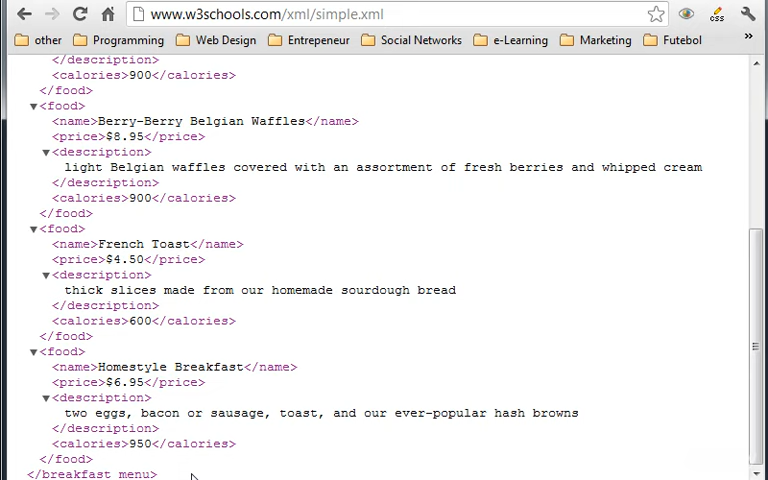 www.w3schools.com/xml/simple.xml
other Programming Web Design Entrepeneur Social Networks e-Learning Marketing Futebol »
</description>
<calories>900</calories>
</food>
<food>
<name>Berry-Berry Belgian Waffles</name>
<price>$8.95</price>
<description>
light Belgian waffles covered with an assortment of fresh berries and whipped cream
</description>
<calories>900</calories>
</food>
<food>
<name>French Toast</name>
<price>$4.50</price>
<description>
thick slices made from our homemade sourdough bread
</description>
<calories>600</calories>
</food>
<food>
<name>Homestyle Breakfast</name>
<price>$6.95</price>
<description>
two eggs, bacon or sausage, toast, and our ever-popular hash browns
</description>
<calories>950</calories>
</food>
</breakfast_menu>